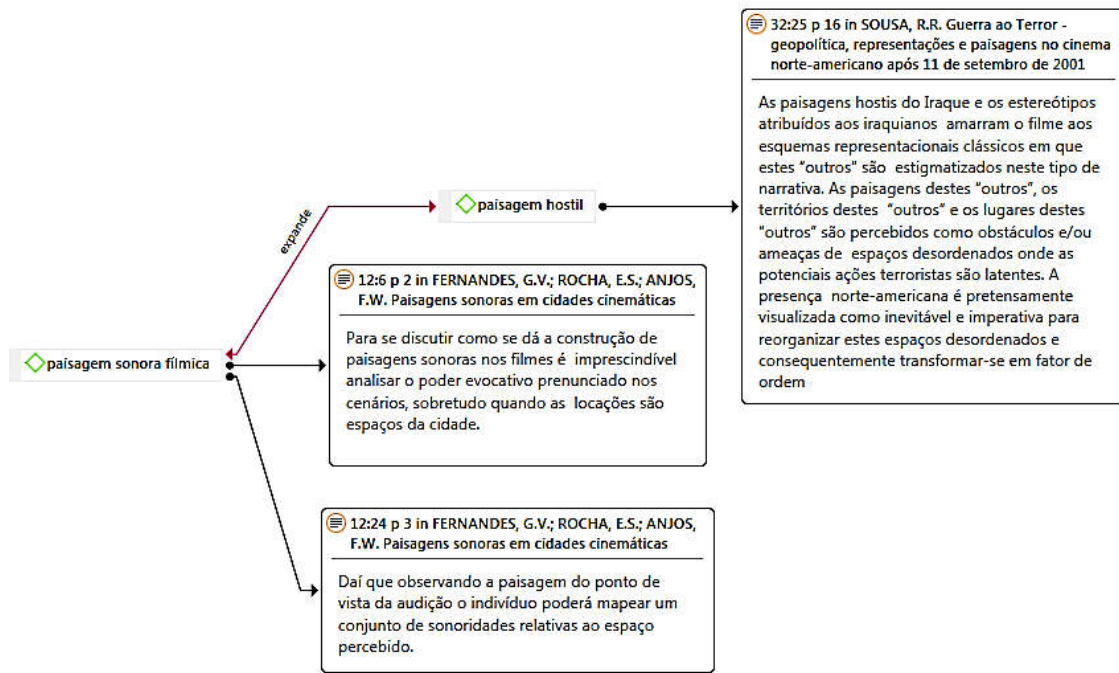 32:25 p 16 in SOUSA, R.R. Guerra ao Terror -
geopolítica, representações e paisagens no cinema
norte-americano após 11 de setembro de 2001
As paisagens hostis do Iraque e os estereótipos
atribuídos aos iraquianos amarram o filme aos
esquemas representacionais clássicos em que
estes "outros" são estigmatizados neste tipo de
narrativa. As paisagens destes "outros", os
territórios destes "outros" e os lugares destes
"outros" são percebidos como obstáculos e/ou
ameaças de espaços desordenados onde as
potenciais ações terroristas são latentes. A
presença norte-americana é pretensamente
visualizada como inevitável e imperativa para
reorganizar estes espaços desordenados e
consequentemente transformar-se em fator de
ordem
paisagem hostil
expande
12:6 p 2 in FERNANDES, G.V.; ROCHA, E.S.; ANJOS,
F.W. Paisagens sonoras em cidades cinemáticas
Para se discutir como se dá a construção de
paisagens sonoras nos filmes é imprescindível
analisar o poder evocativo prenunciado nos
cenários, sobretudo quando as locações são
espaços da cidade.
paisagem sonora fílmica
12:24 p 3 in FERNANDES, G.V.; ROCHA, E.S.; ANJOS,
F.W. Paisagens sonoras em cidades cinemáticas
Daí que observando a paisagem do ponto de
vista da audição o indivíduo poderá mapear um
conjunto de sonoridades relativas ao espaço
percebido.